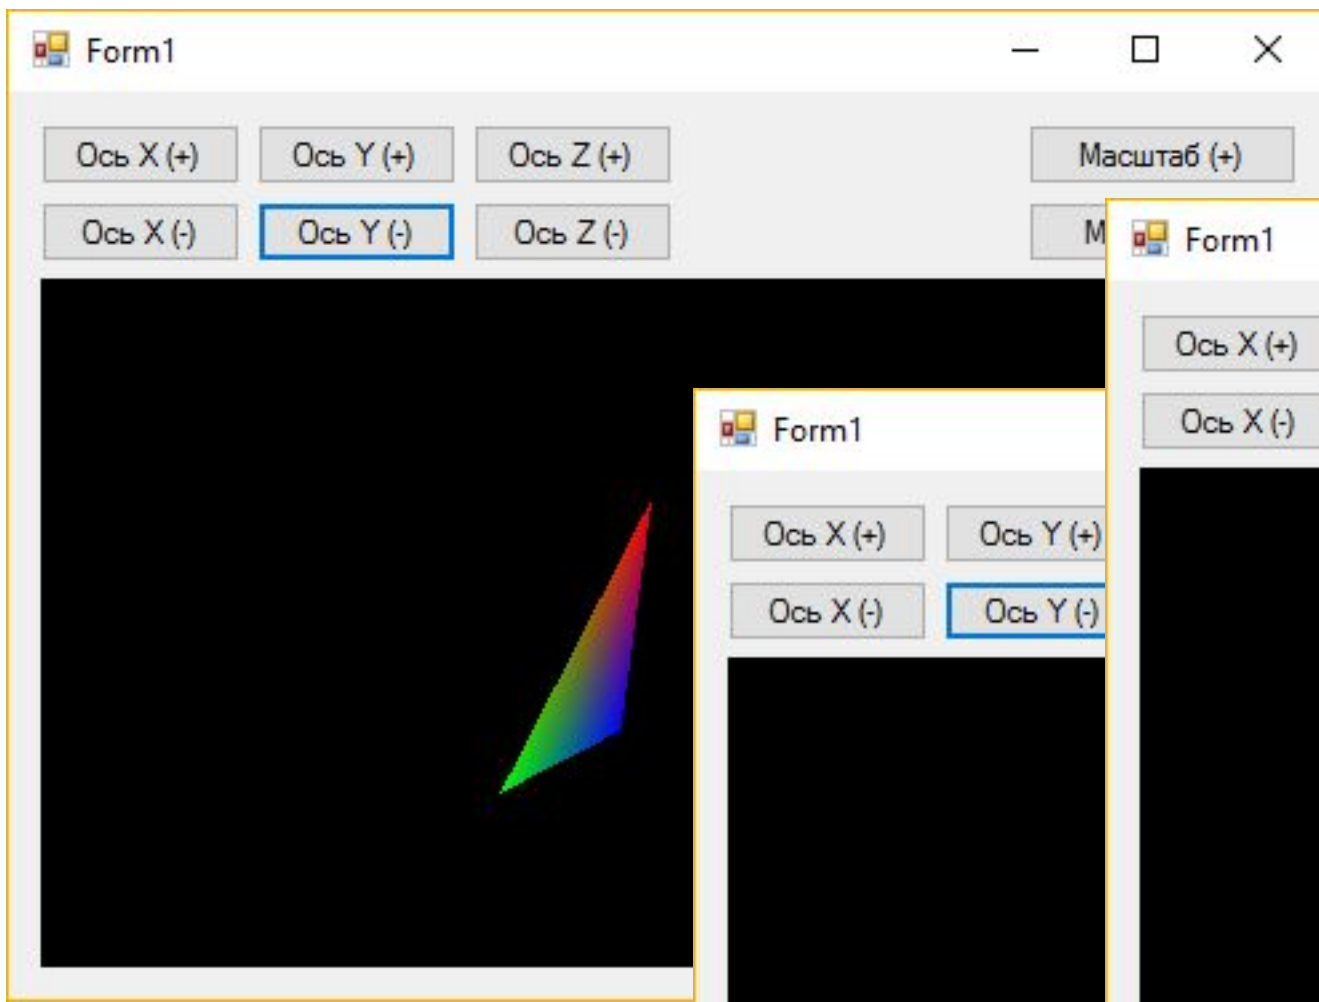 Form1
Ось X (+) Ось Y (+) Ось Z (+) Масштаб (+)
Ось X (-) Ось Y (-) Ось Z (-) М
Form1
Ось X (+)
Ось X (-)
Form1
Ось X (+) Ось Y (+)
Ось X (-) Ось Y (-)